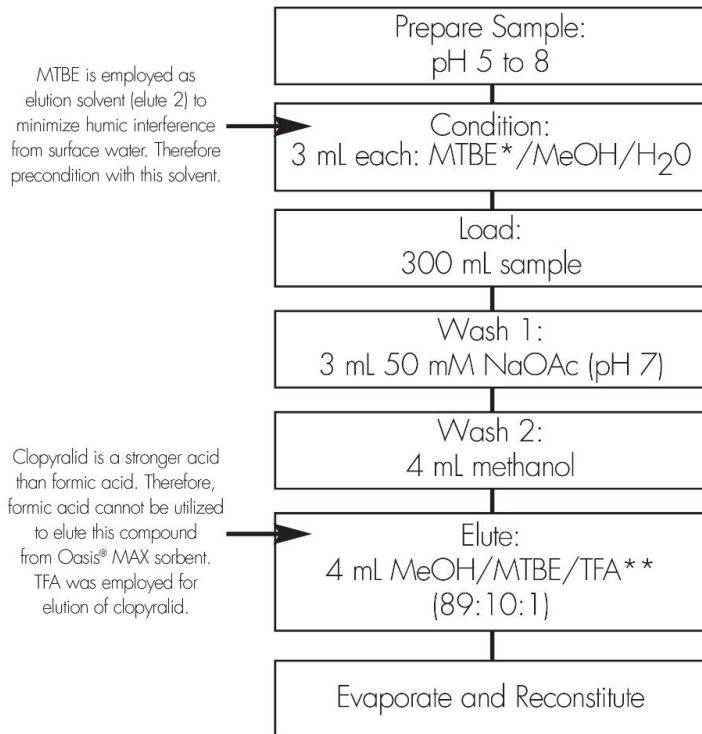 Prepare Sample:
pH 5 to 8
MTBE is employed as
elution solvent (elute 2) to
minimize humic interference
from surface water. Therefore
precondition with this solvent.
Condition:
3 mL each: MTBE*/MeOH/H20
Load:
300 mL sample
Wash 1:
3 mL 50 mM NaOAc (pH 7)
Wash 2:
4 mL methanol
Clopyralid is a stronger acid
than formic acid. Therefore,
formic acid cannot be utilized
to elute this compound
from Oasis® MAX sorbent.
TFA was employed for
elution of clopyralid.
Elute:
4 mL MeOH/MTBE/TFA**
(89:10:1)
Evaporate and Reconstitute